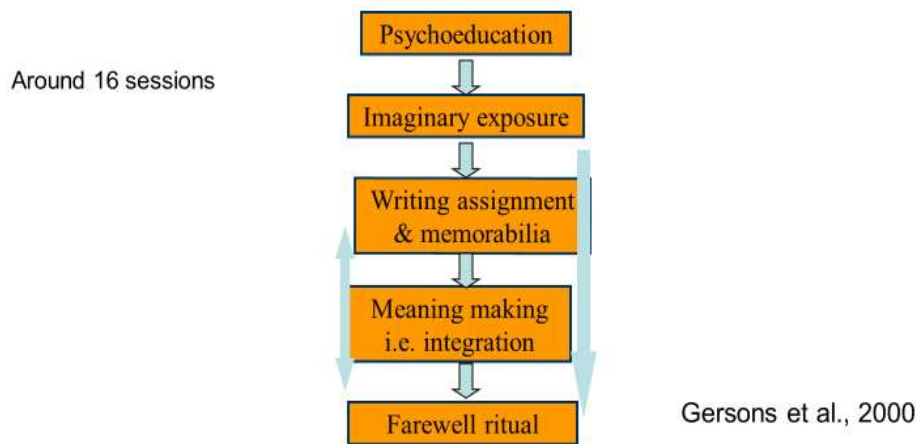 Psychoeducation
Around 16 sessions
Imaginary exposure
Writing assignment
& memorabilia
Meaning making
i.e. integration
Farewell ritual
Gersons et al., 2000